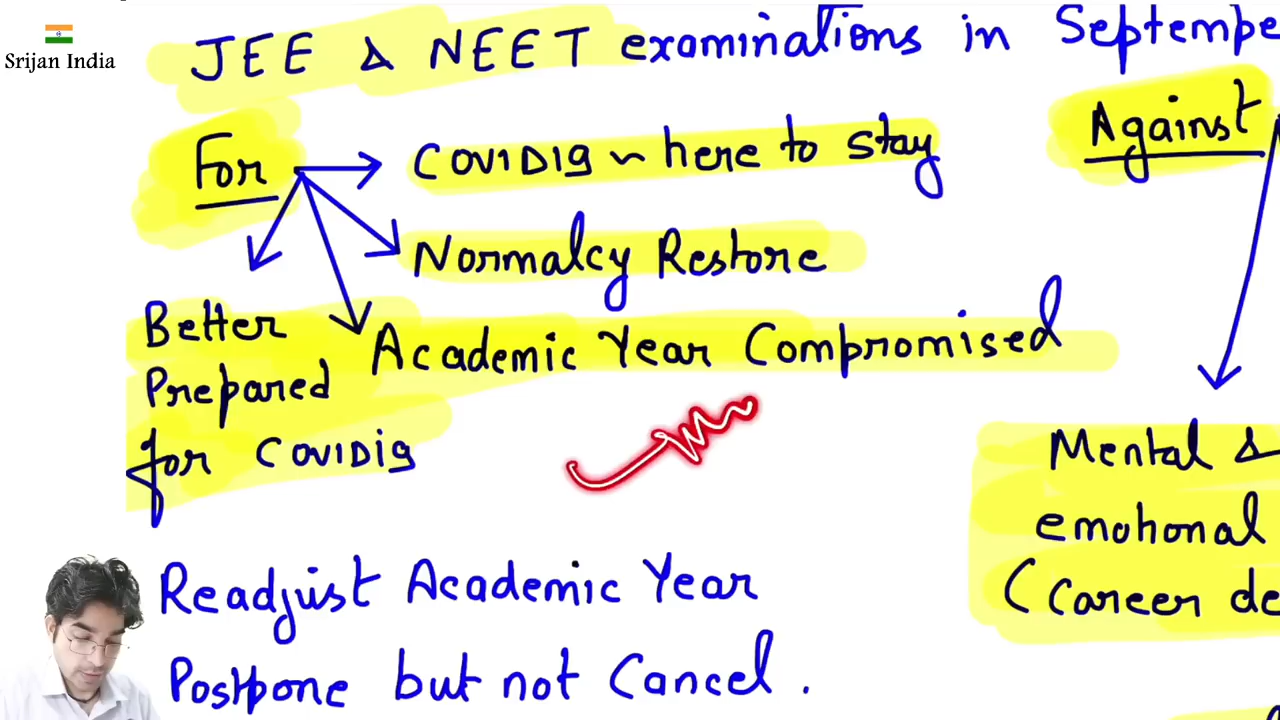 Srijan India
JEE & NEET examinations in Septembe
For
COVID19 ~ here to stay
Normalcy Restore
Academic Year Compromised
Better
Prepared
for COVID19
Readjust Academic Year
Postpone but not Cancel.
Against
Mental &
emotional
(Career de